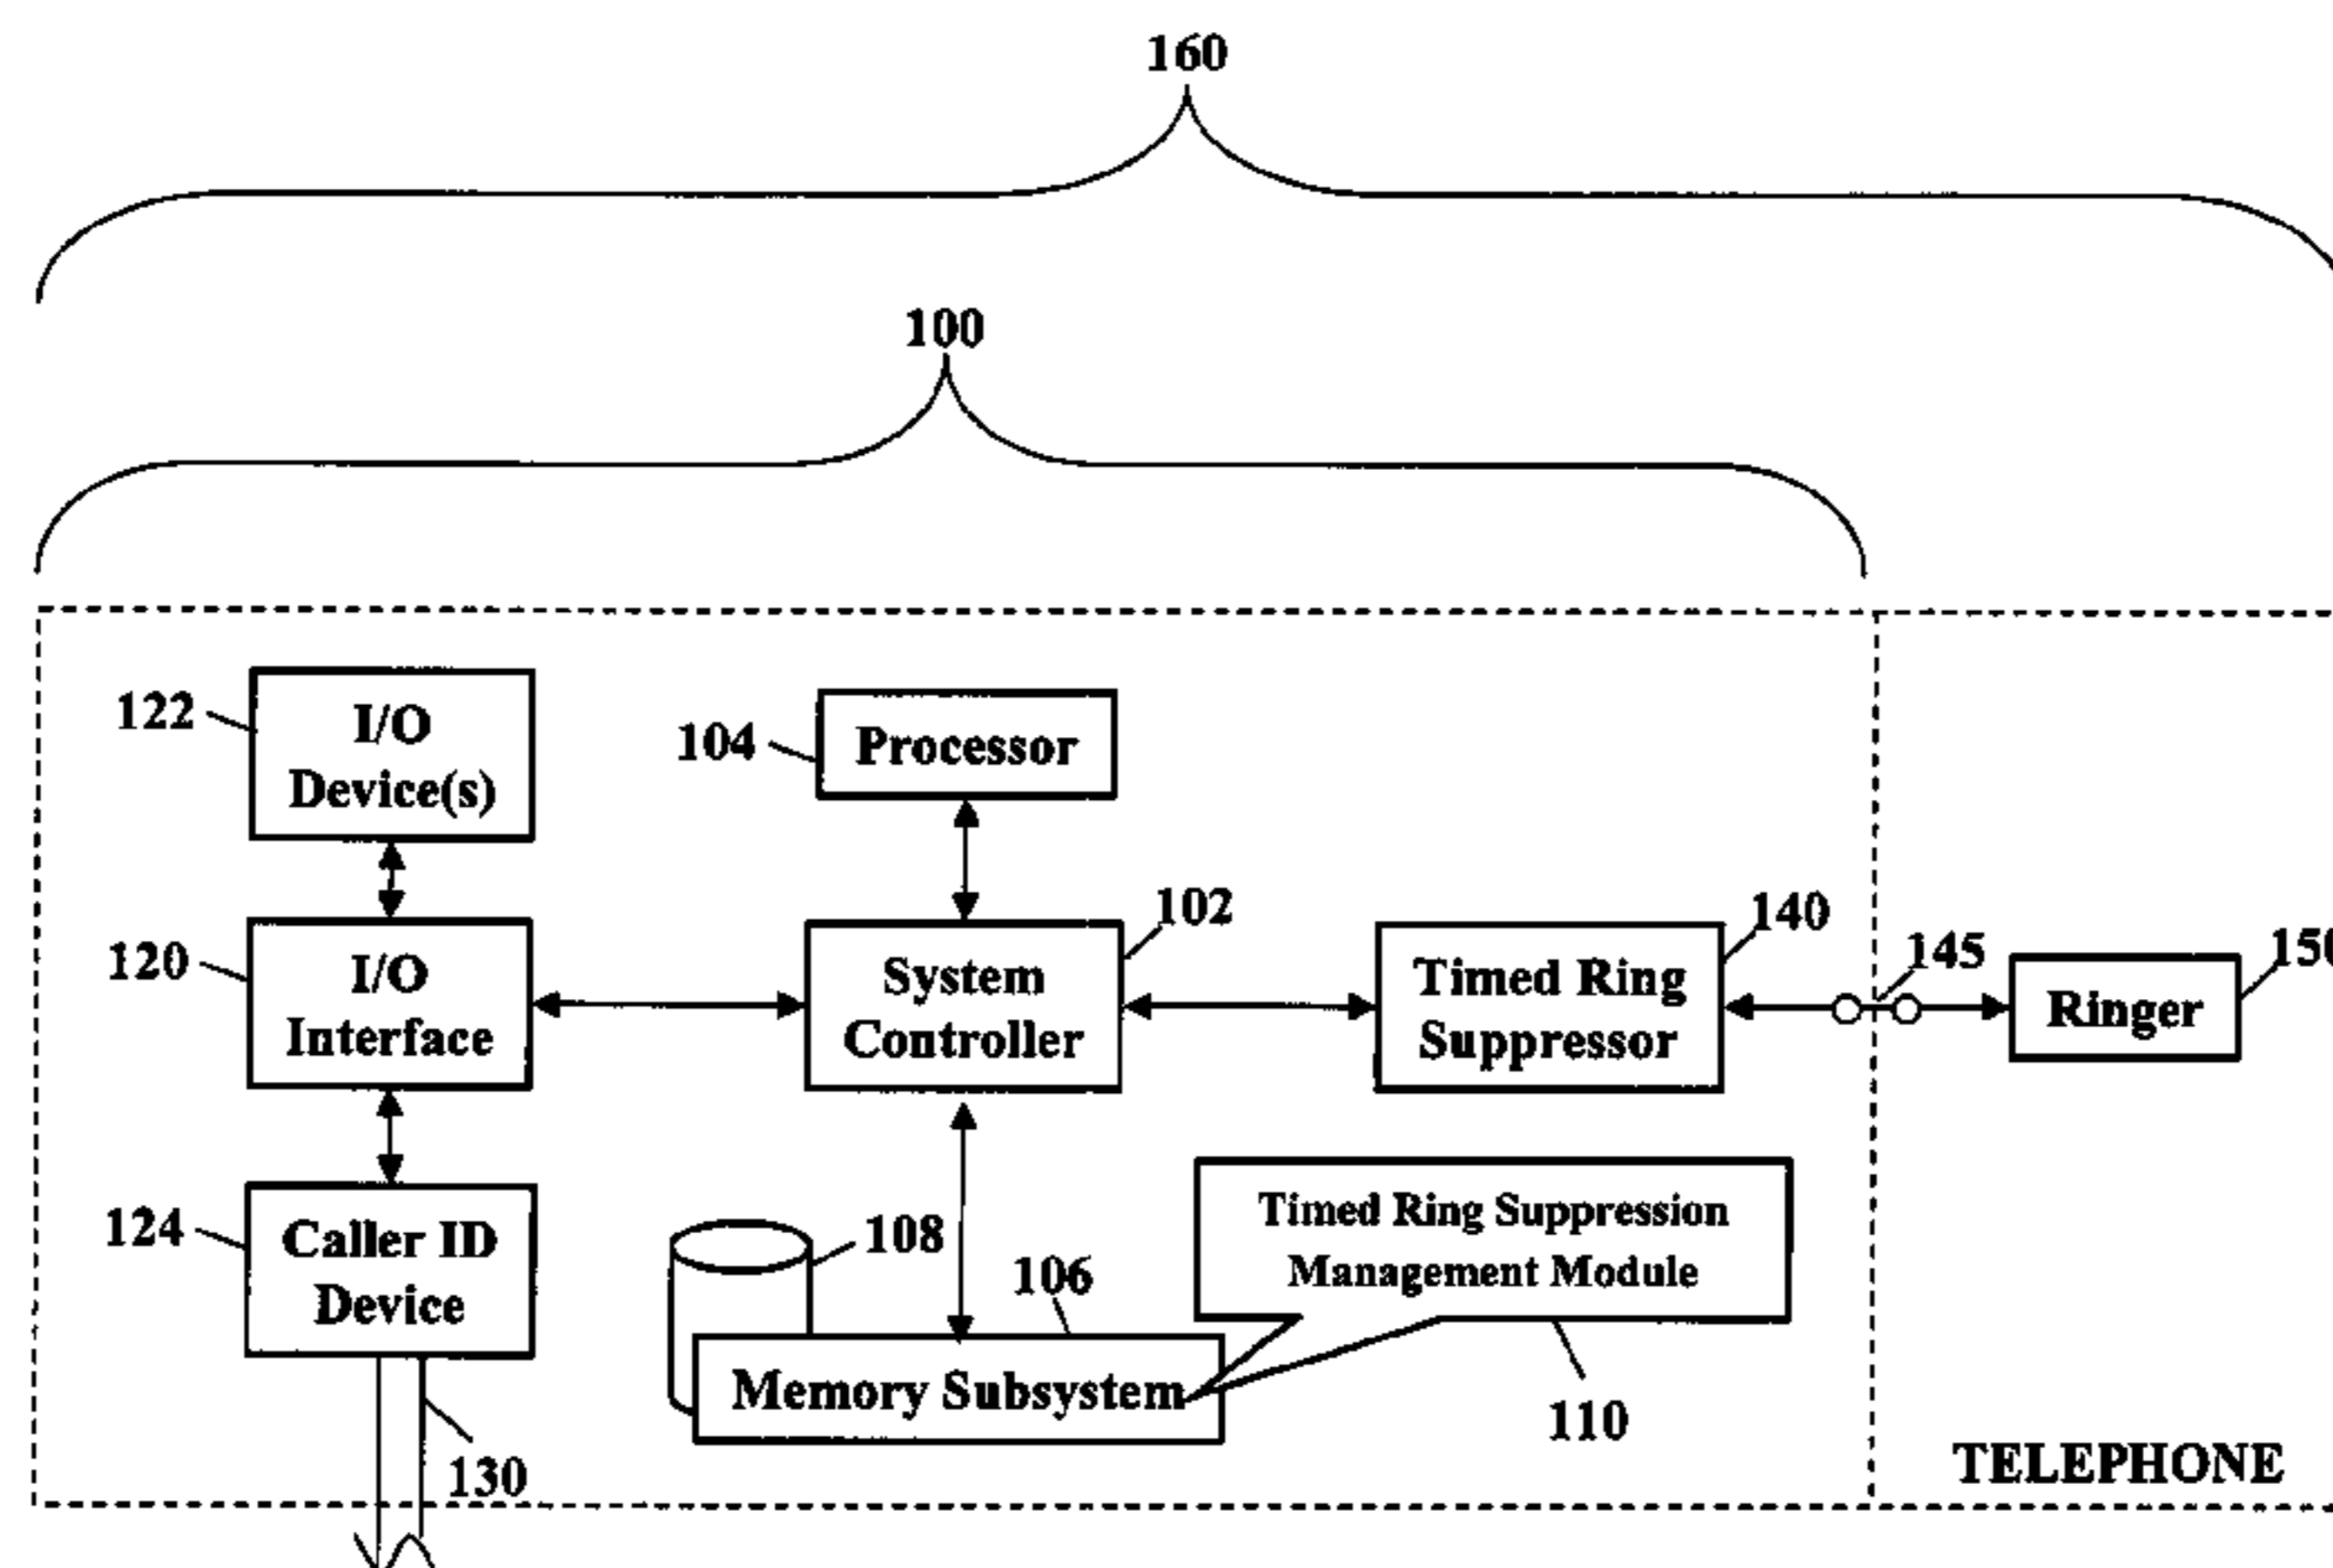 160
100
122
I/O
Device(s)
104
Processor
120
I/O
Interface
System
Controller
102
Timed Ring
Suppressor
140
145
Ringer
150
124
Caller ID
Device
108
106
Timed Ring Suppression
Management Module
Memory Subsystem
110
130
TELEPHONE